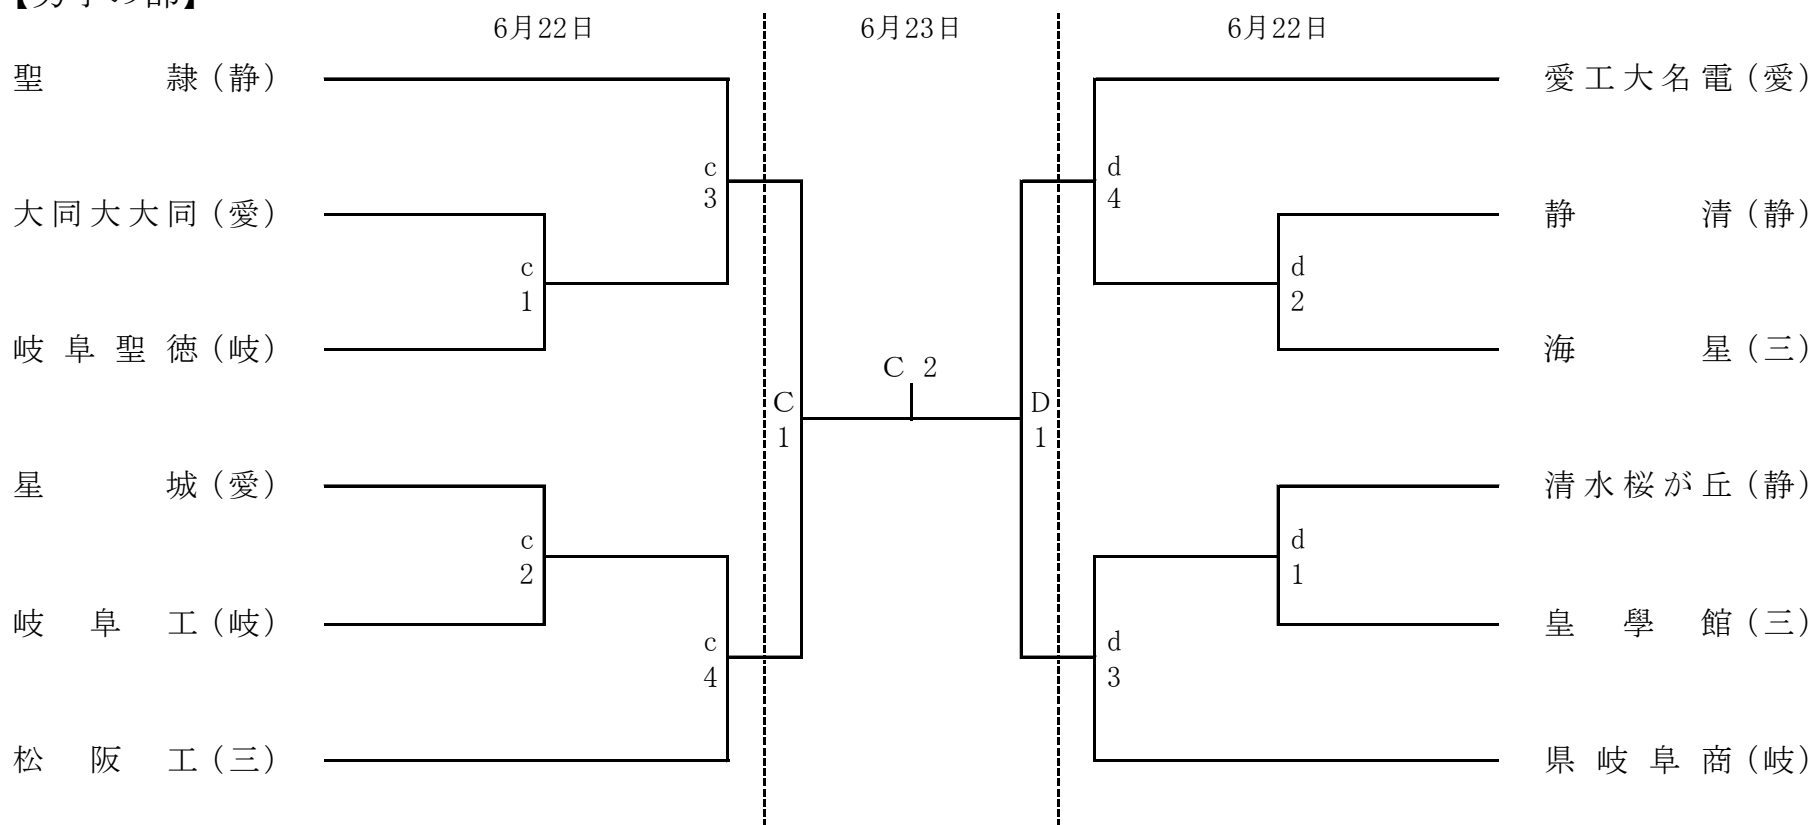 【男子の部】
6月22日 6月23日 6月22日
聖隷(静) 愛工大名電(愛)
c
3
d
4
大同大大同(愛) 静清(静)
c
1
d
2
岐阜聖徳(岐) 海星(三)
C 2
C
1
D
1
星城(愛) 清水桜が丘(静)
c
2
d
1
岐阜工(岐) 皇學館(三)
c
4
d
3
松阪工(三) 県岐阜商(岐)